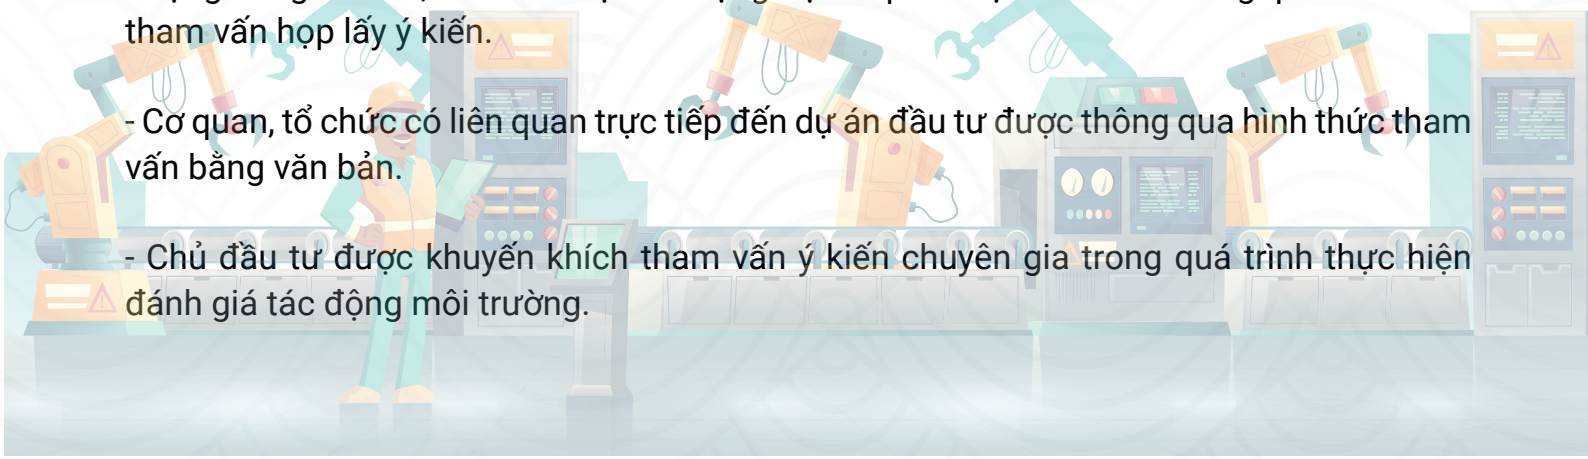 tham vấn họp lấy ý kiến.
- Cơ quan, tổ chức có liên quan trực tiếp đến dự án đầu tư được thông qua hình thức tham
vấn bằng văn bản.
- Chủ đầu tư được khuyến khích tham vấn ý kiến chuyên gia trong quá trình thực hiện
đánh giá tác động môi trường.